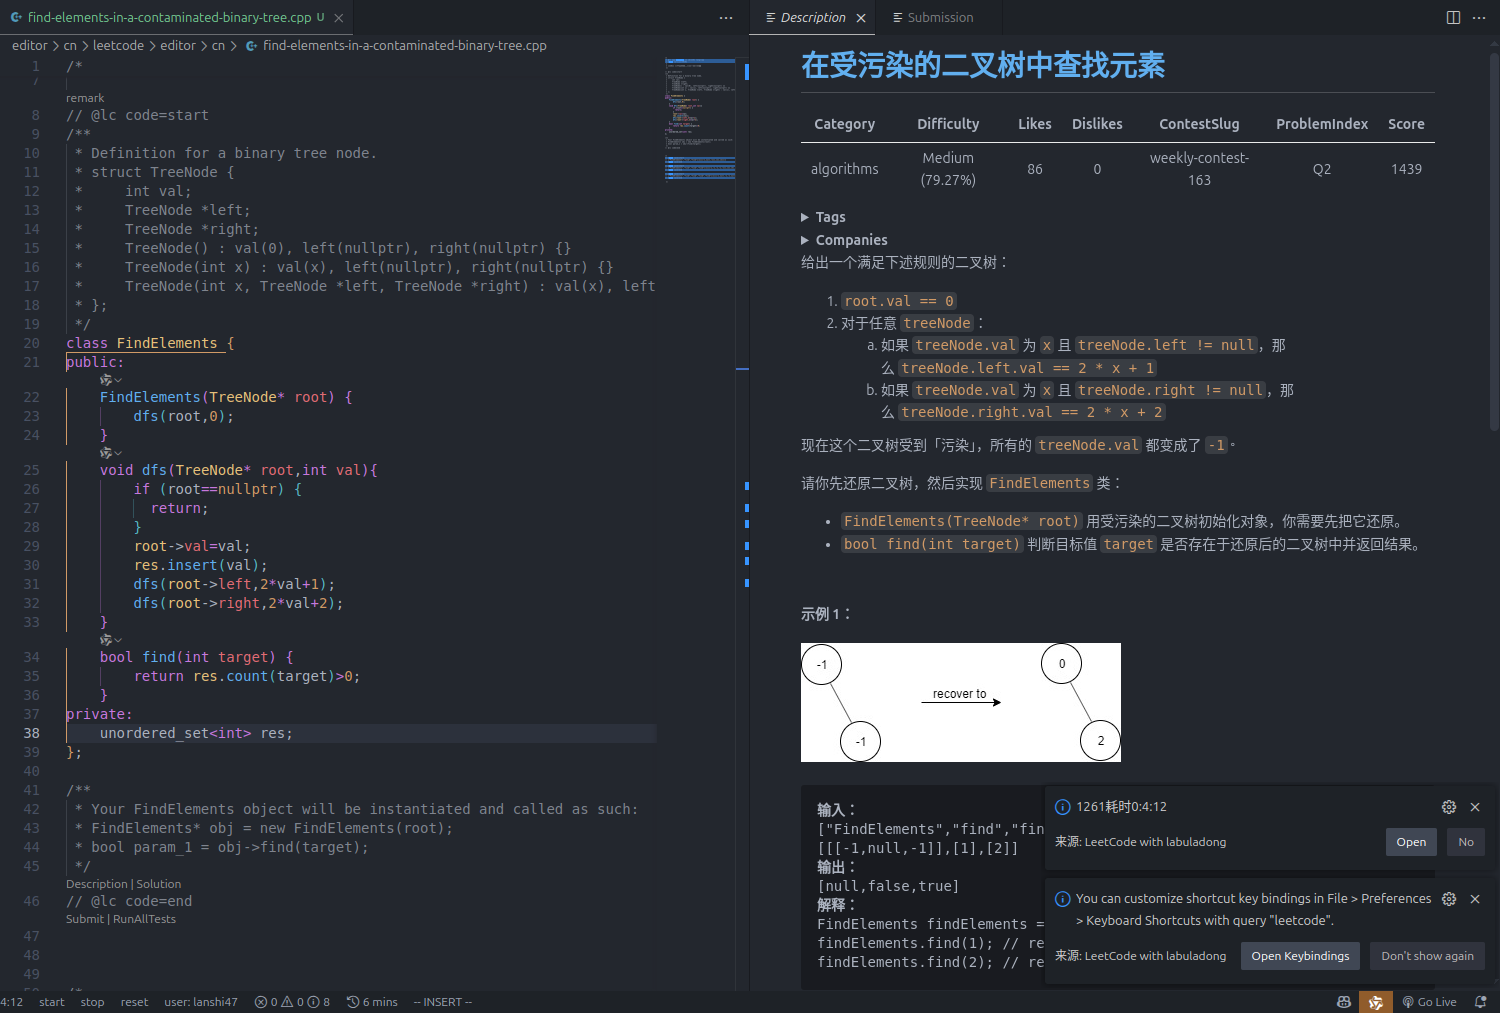 find-elements-in-a-contaminated-binary-tree.cpp U
editor > cn > leetcode > editor > cn > find-elements-in-a-contaminated-binary-tree.cpp
1 /*
7
remark
8 // @lc code=start
9 /**
10 * Definition for a binary tree node.
11 * struct TreeNode {
12 *     int val;
13 *     TreeNode *left;
14 *     TreeNode *right;
15 *     TreeNode() : val(0), left(nullptr), right(nullptr) {}
16 *     TreeNode(int x) : val(x), left(nullptr), right(nullptr) {}
17 *     TreeNode(int x, TreeNode *left, TreeNode *right) : val(x), left
18 * };
19 */
20 class FindElements {
21 public:
22     FindElements(TreeNode* root) {
23         dfs(root,0);
24     }
25     void dfs(TreeNode* root,int val){
26         if (root==nullptr) {
27           return;
28         }
29         root->val=val;
30         res.insert(val);
31         dfs(root->left,2*val+1);
32         dfs(root->right,2*val+2);
33     }
34     bool find(int target) {
35         return res.count(target)>0;
36     }
37 private:
38     unordered_set<int> res;
39 };
40
41 /**
42 * Your FindElements object will be instantiated and called as such:
43 * FindElements* obj = new FindElements(root);
44 * bool param_1 = obj->find(target);
45 */
Description | Solution
46 // @lc code=end
Submit | RunAllTests
47
48
49
Description
Submission
在受污染的二叉树中查找元素
Category Difficulty Likes Dislikes ContestSlug ProblemIndex Score
algorithms Medium (79.27%) 86 0 weekly-contest-163 Q2 1439
Tags
Companies
给出一个满足下述规则的二叉树：
1. root.val == 0
2. 对于任意 treeNode：
a. 如果 treeNode.val 为 x 且 treeNode.left != null，那
么 treeNode.left.val == 2 * x + 1
b. 如果 treeNode.val 为 x 且 treeNode.right != null，那
么 treeNode.right.val == 2 * x + 2
现在这个二叉树受到「污染」，所有的 treeNode.val 都变成了 -1。
请你先还原二叉树，然后实现 FindElements 类：
• FindElements(TreeNode* root) 用受污染的二叉树初始化对象，你需要先把它还原。
• bool find(int target) 判断目标值 target 是否存在于还原后的二叉树中并返回结果。
示例 1：
-1
0
recover to
-1
2
输入：
["FindElements","find","fin
[[[-1,null,-1]],[1],[2]]
输出：
[null,false,true]
解释：
FindElements findElements =
findElements.find(1); // re
findElements.find(2); // re
1261耗时0:4:12
来源: LeetCode with labuladong
Open
No
You can customize shortcut key bindings in File > Preferences
> Keyboard Shortcuts with query "leetcode".
来源: LeetCode with labuladong
Open Keybindings
Don't show again
4:12 start stop reset user: lanshi47 0 0 8 6 mins -- INSERT -- Go Live